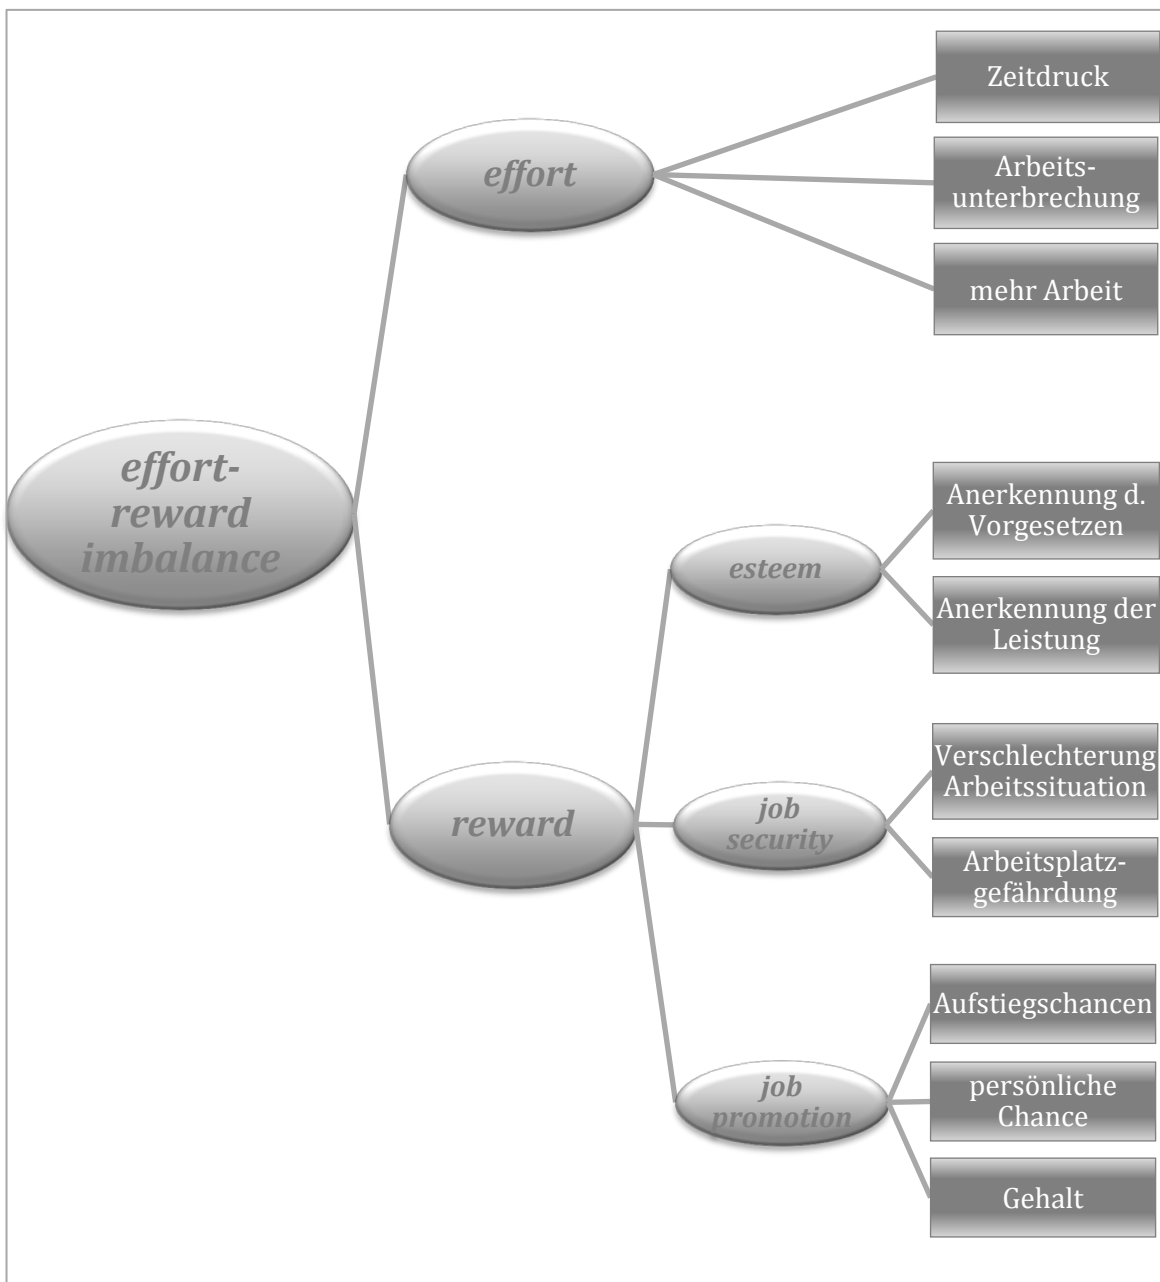 Zeitdruck
effort
Arbeits-
unterbrechung
mehr Arbeit
effort-
reward
imbalance
Anerkennung d.
Vorgesetzen
esteem
Anerkennung der
Leistung
Verschlechterung
Arbeitssituation
reward
job
security
Arbeitsplatz-
gefährdung
Aufstiegschancen
job
promotion
persönliche
Chance
Gehalt